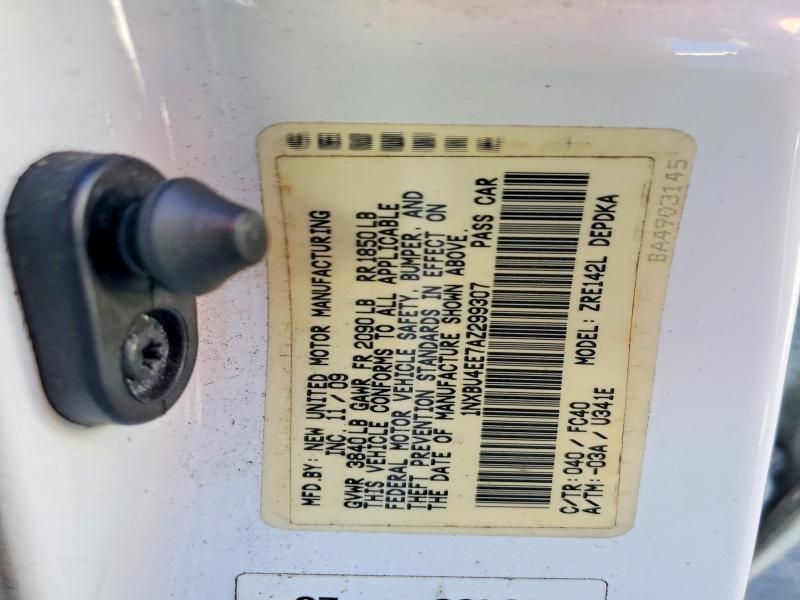 MFD.BY: NEW UNITED MOTOR MANUFACTURING
INC. 11 / 09
GVWR 3840LB GAWR FR 2090LB RR 1850LB
THIS VEHICLE CONFORMS TO ALL APPLICABLE
FEDERAL MOTOR VEHICLE SAFETY, BUMPER, AND
THEFT PREVENTION STANDARDS IN EFFECT ON
THE DATE OF MANUFACTURE SHOWN ABOVE.
1NXBU4EE7AZ299307 PASS CAR
C/TR: 040 / FC40 MODEL: ZRE142L DEPDKA
A/TM: -03A / U341E
BA4903145